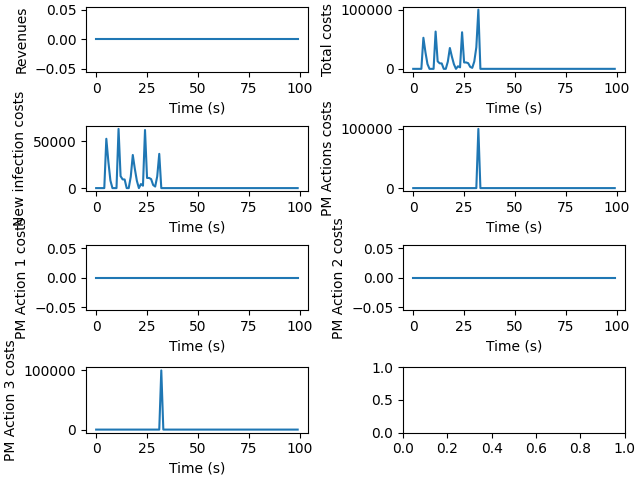 Revenues
0.05
0.00
−0.05
0 25 50 75 100
Time (s)
Total costs
100000
0
0 25 50 75 100
Time (s)
New infection costs
50000
0
0 25 50 75 100
Time (s)
PM Actions costs
100000
0
0 25 50 75 100
Time (s)
PM Action 1 costs
0.05
0.00
−0.05
0 25 50 75 100
Time (s)
PM Action 2 costs
0.05
0.00
−0.05
0 25 50 75 100
Time (s)
PM Action 3 costs
100000
0
0 25 50 75 100
Time (s)
1.0
0.5
0.0
0.0 0.2 0.4 0.6 0.8 1.0